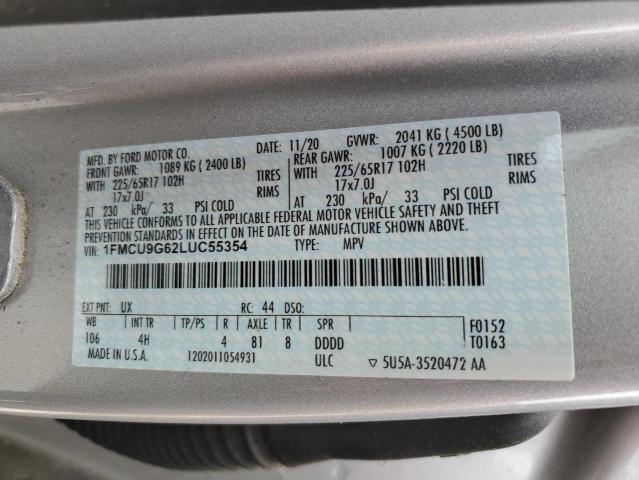 MFD. BY FORD MOTOR CO. DATE: 11/20 GVWR: 2041 KG ( 4500 LB)
FRONT GAWR: 1089 KG ( 2400 LB) REAR GAWR: 1007 KG ( 2220 LB)
WITH 225/65R17 102H TIRES WITH 225/65R17 102H TIRES
17x7.0J RIMS 17x7.0J RIMS
AT 230 kPa/ 33 PSI COLD AT 230 kPa/ 33 PSI COLD
THIS VEHICLE CONFORMS TO ALL APPLICABLE FEDERAL MOTOR VEHICLE SAFETY AND THEFT
PREVENTION STANDARDS IN EFFECT ON THE DATE OF MANUFACTURE SHOWN ABOVE.
VIN: 1FMCU9G62LUC55354 TYPE: MPV
EXT PNT: UX RC: 44 DSO:
WB INT TR TP/PS R AXLE TR SPR F0152
106 4H 4 81 8 DDDD T0163
MADE IN U.S.A. 1202011054931 ULC ▽ 5U5A-3520472 AA